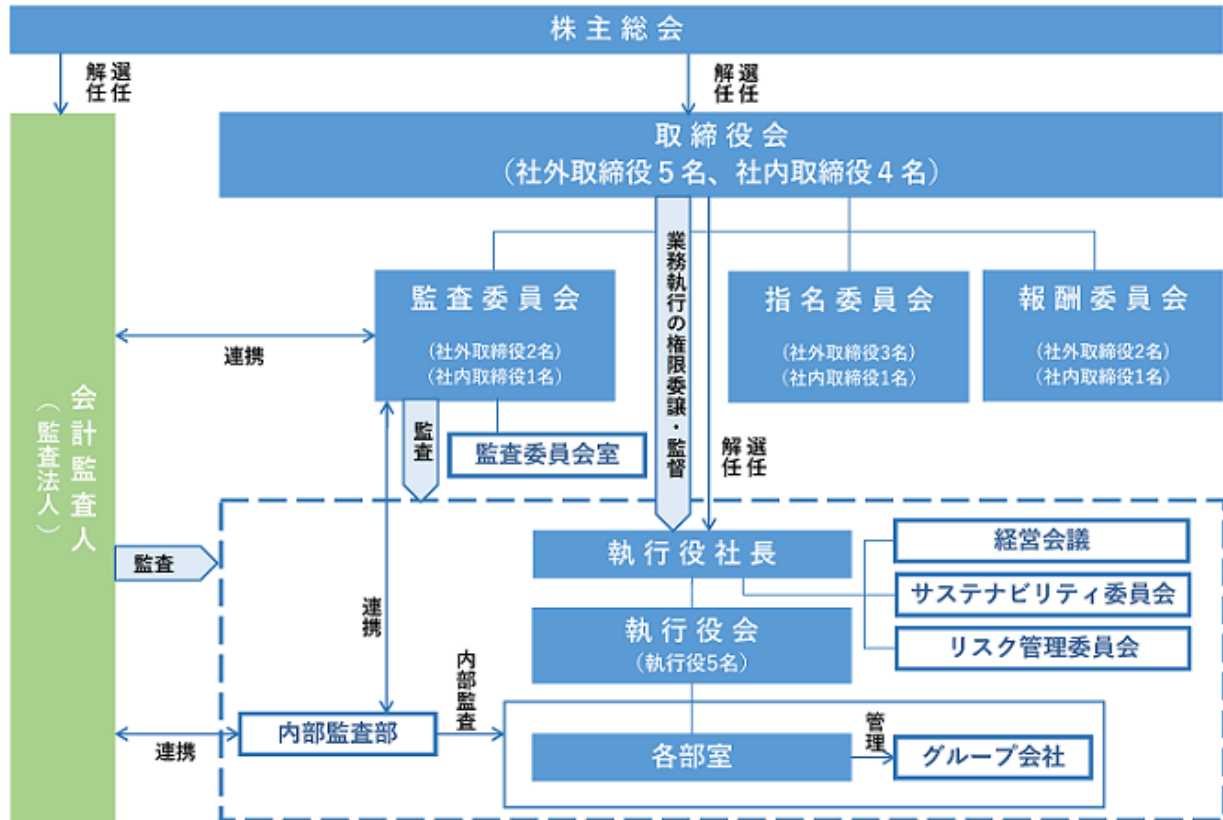 株主総会
選任
解任
選任
解任
取締役会
（社外取締役５名、社内取締役４名）
業務執行の権限委譲・監督
監査委員会
（社外取締役2名）
（社内取締役1名）
指名委員会
（社外取締役3名）
（社内取締役1名）
報酬委員会
（社外取締役2名）
（社内取締役1名）
連携
会計監査人
（監査法人）
監査
監査委員会室
選任
解任
監査
執行役社長
経営会議
サステナビリティ委員会
リスク管理委員会
執行役会
（執行役5名）
連携
内部監査
内部監査部
連携
各部室
管理
グループ会社